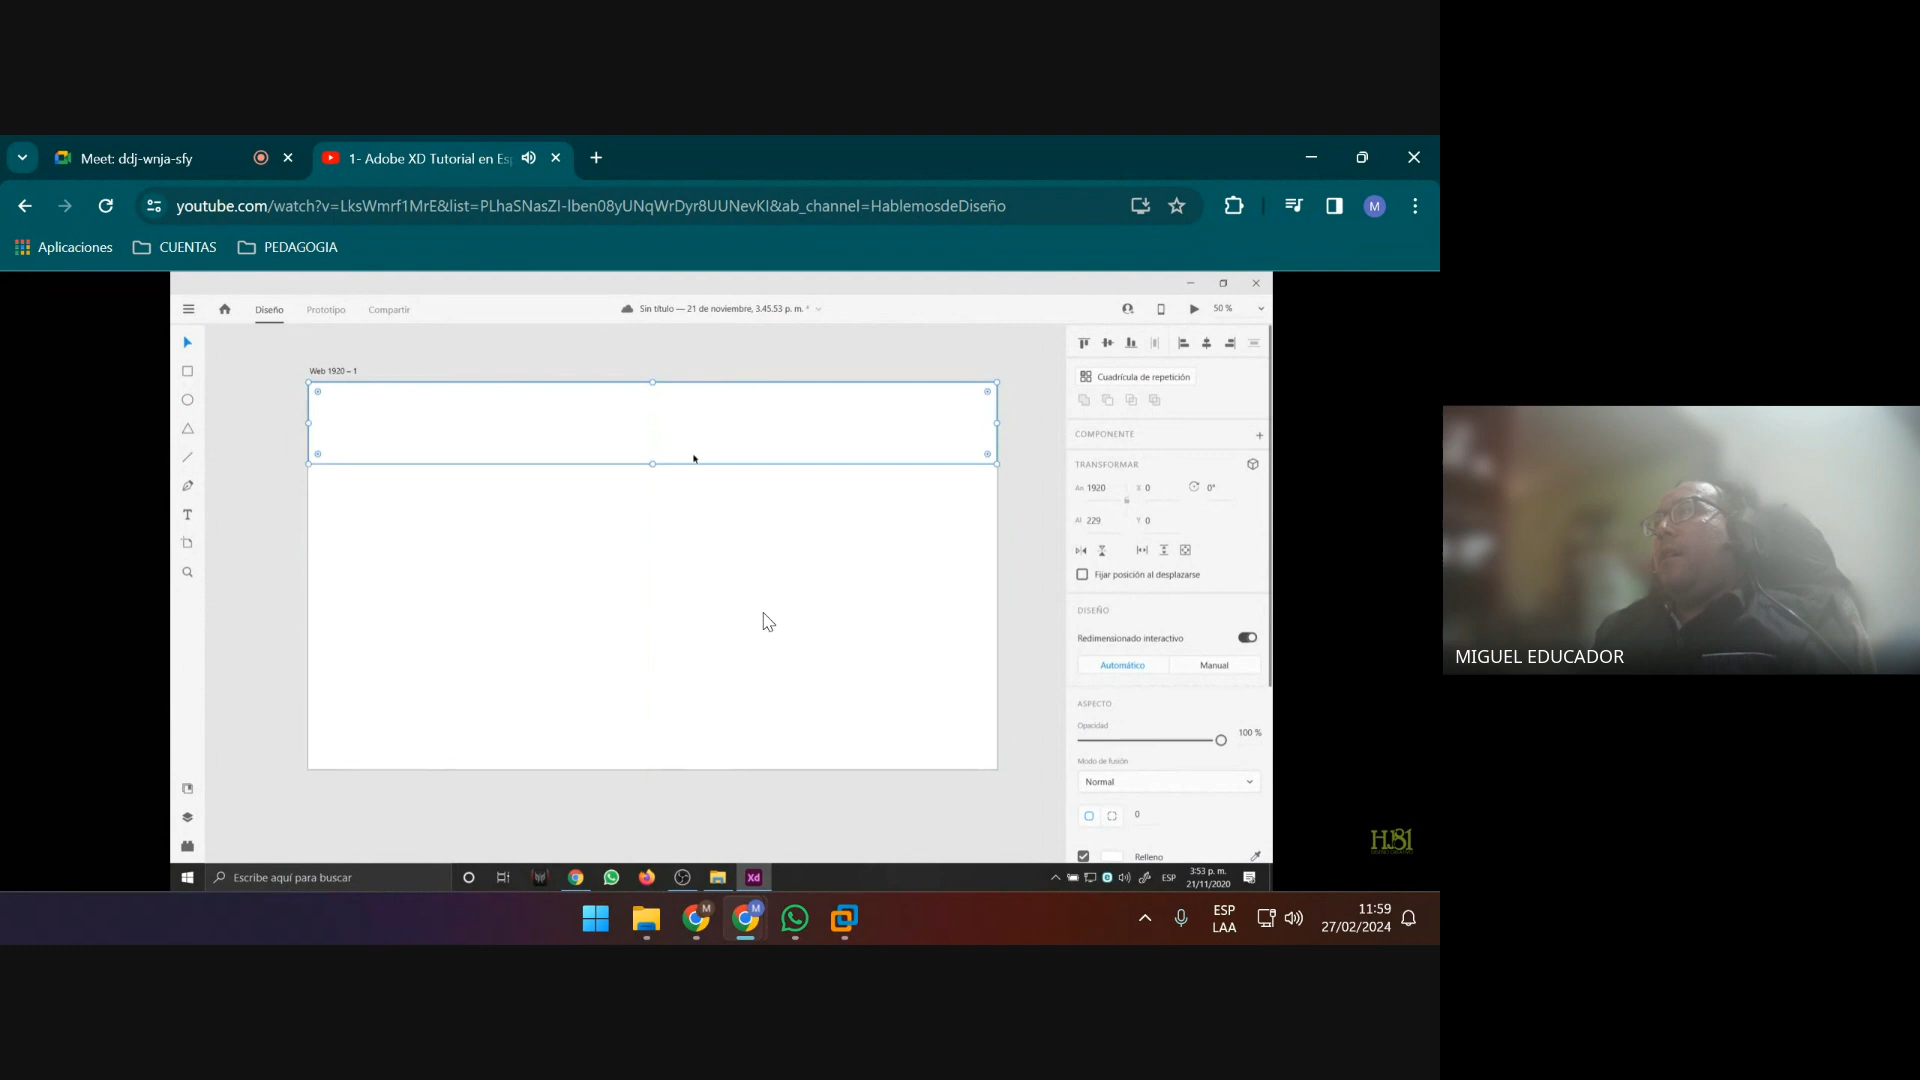 Meet: ddj-wnja-sfy
1- Adobe XD Tutorial en Es
youtube.com/watch?v=LksWmrf1MrE&list=PLhaSNasZI-lben08yUNqWrDyr8UUNevKI&ab_channel=HablemosdeDiseño
M
Aplicaciones
CUENTAS
PEDAGOGIA
Diseño
Prototipo
Compartir
Sin título — 21 de noviembre, 3.45.53 p. m. *
50 %
Web 1920 – 1
Cuadrícula de repetición
COMPONENTE
TRANSFORMAR
An 1920
X 0
0°
Al 229
Y 0
Fijar posición al desplazarse
DISEÑO
Redimensionado interactivo
Automático
Manual
ASPECTO
Opacidad
100 %
Modo de fusión
Normal
0
Relleno
T
MIGUEL EDUCADOR
HJ81
Escribe aquí para buscar
Xd
ESP
3:53 p. m.
21/11/2020
M
M
ESP
LAA
11:59
27/02/2024